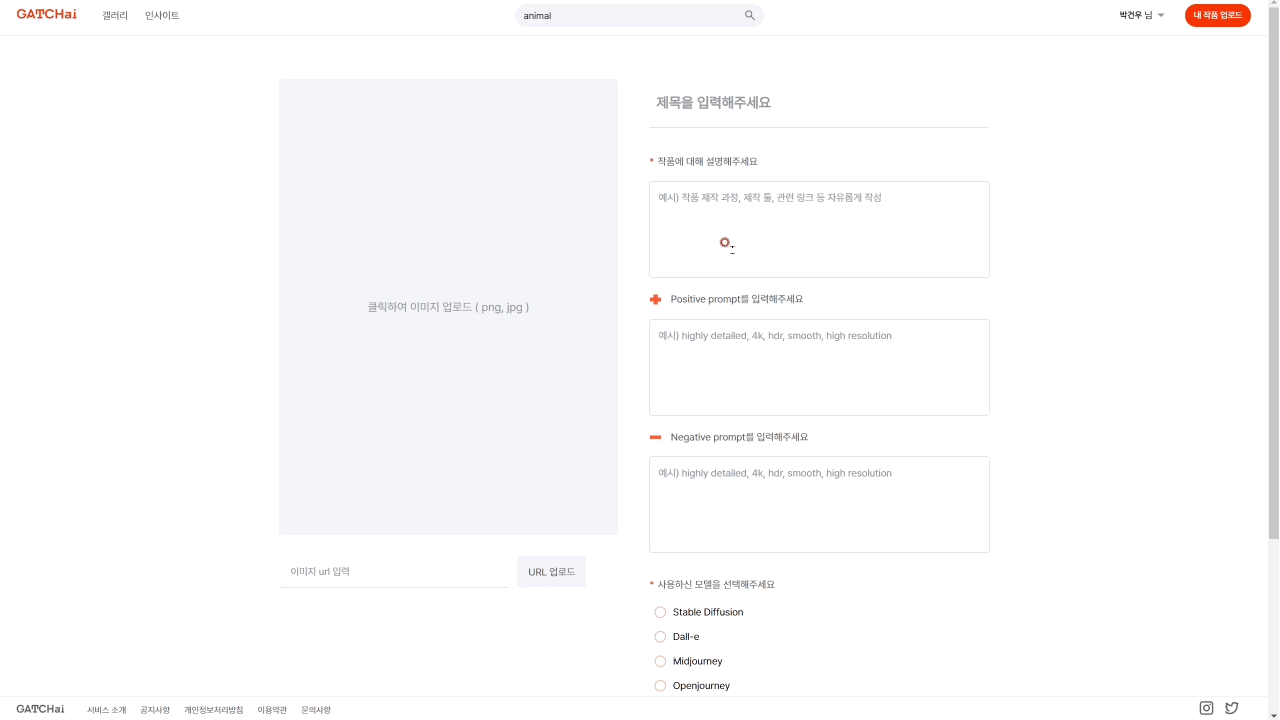 GATCHai 갤러리 인사이트 animal 박건우 님 내 작품 업로드
클릭하여 이미지 업로드 ( png, jpg )
이미지 url 입력 URL 업로드
제목을 입력해주세요
* 작품에 대해 설명해주세요
예시) 작품 제작 과정, 제작 툴, 관련 링크 등 자유롭게 작성
Positive prompt를 입력해주세요
예시) highly detailed, 4k, hdr, smooth, high resolution
Negative prompt를 입력해주세요
예시) highly detailed, 4k, hdr, smooth, high resolution
* 사용하신 모델을 선택해주세요
Stable Diffusion
Dall-e
Midjourney
Openjourney
GATCHai 서비스 소개 공지사항 개인정보처리방침 이용약관 문의사항